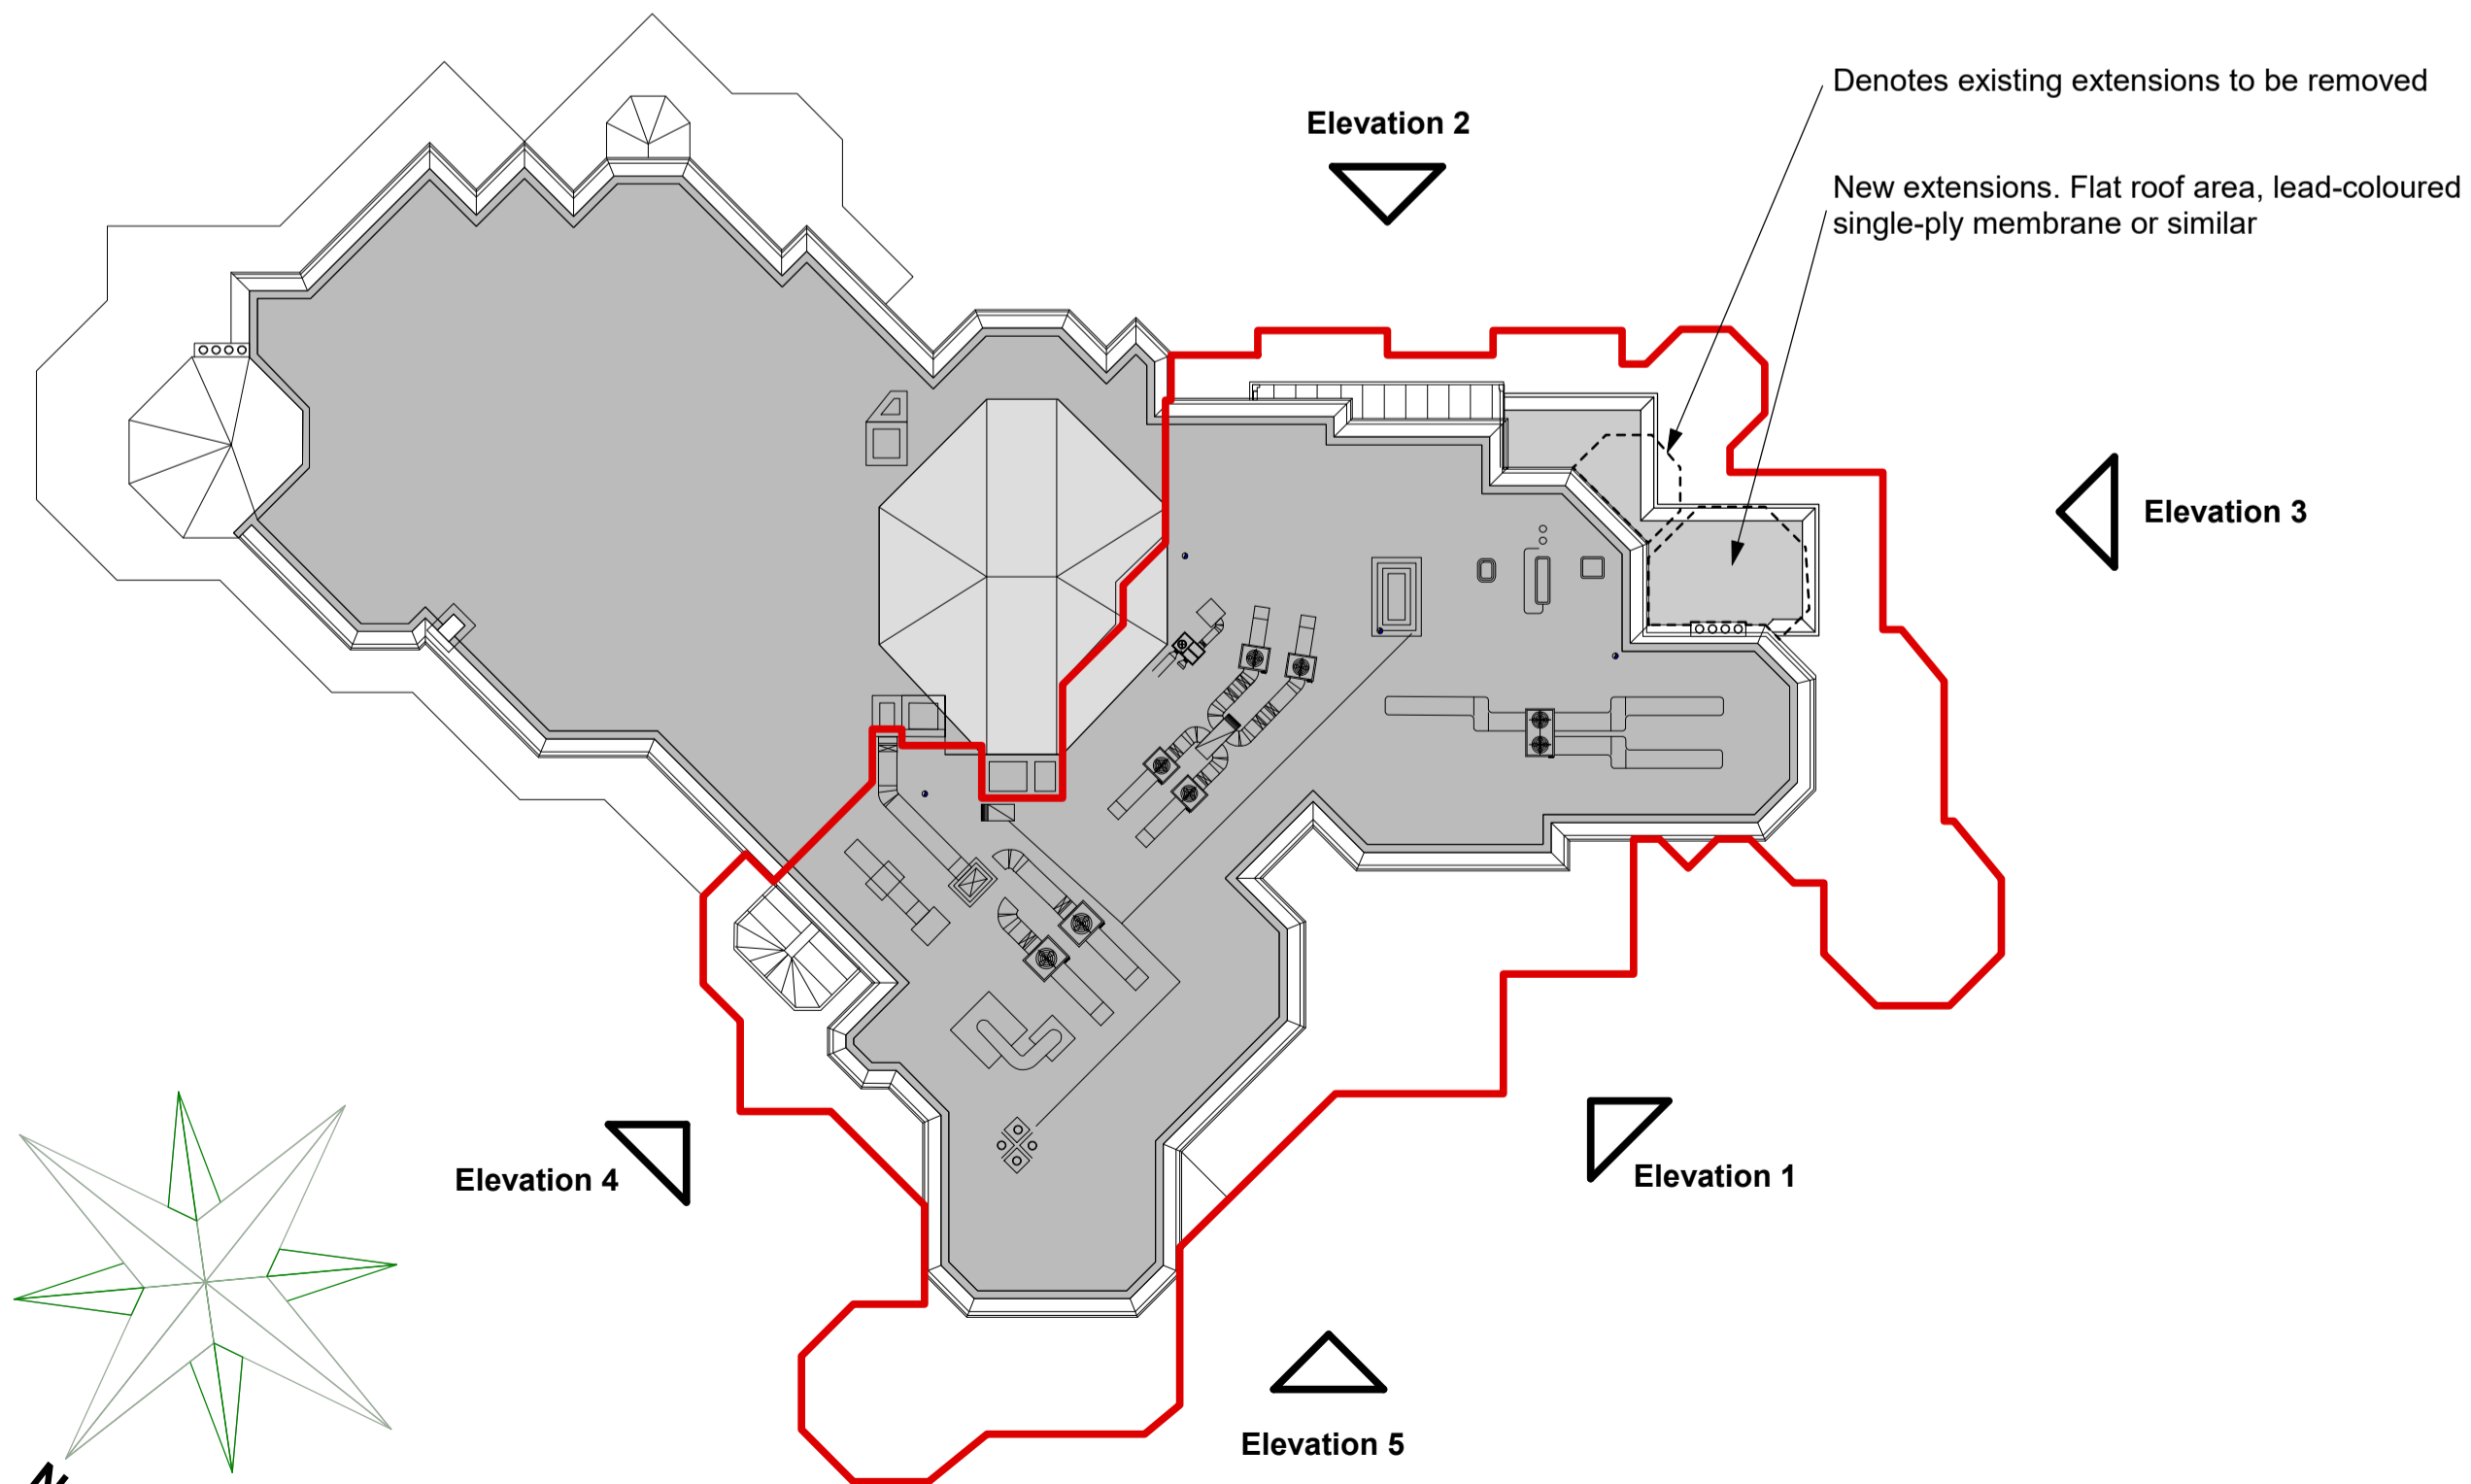 Denotes existing extensions to be removed
Elevation 2
New extensions. Flat roof area, lead-coloured
single-ply membrane or similar
Elevation 3
Elevation 4
Elevation 1
Elevation 5
N